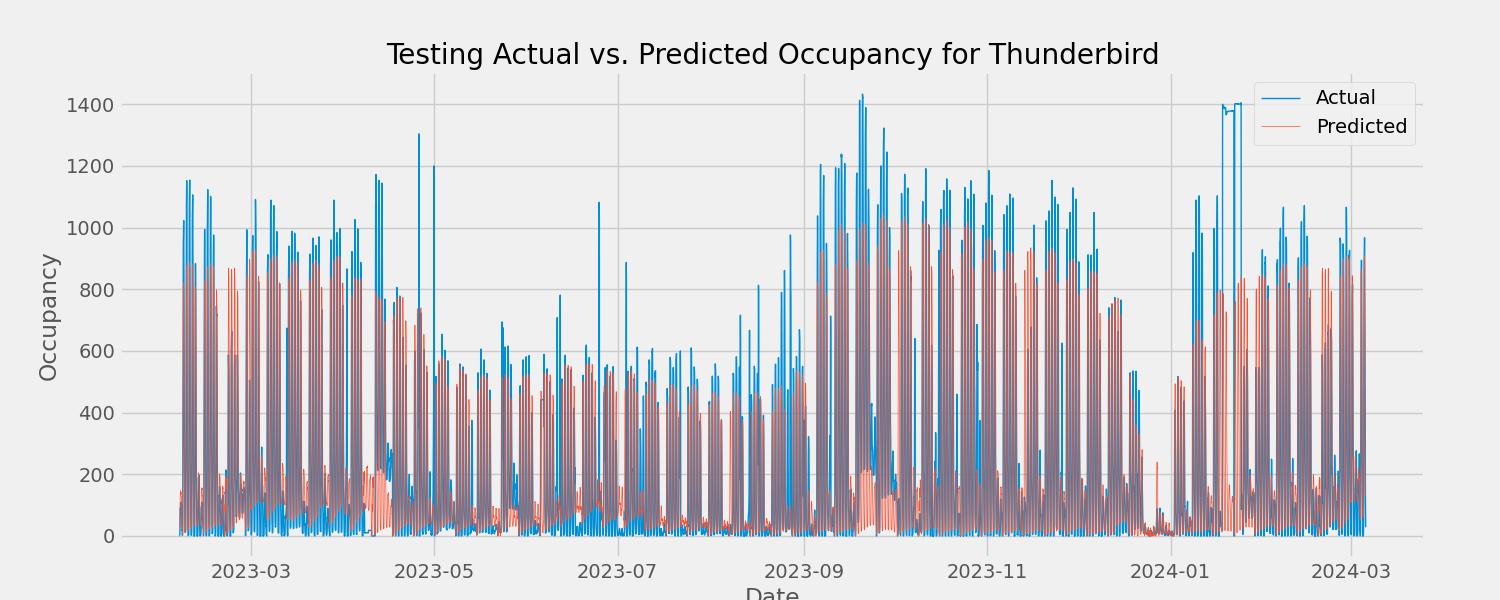 Testing Actual vs. Predicted Occupancy for Thunderbird
Actual
Predicted
Occupancy
1400
1200
1000
800
600
400
200
0
2023-03 2023-05 2023-07 2023-09 2023-11 2024-01 2024-03
Date